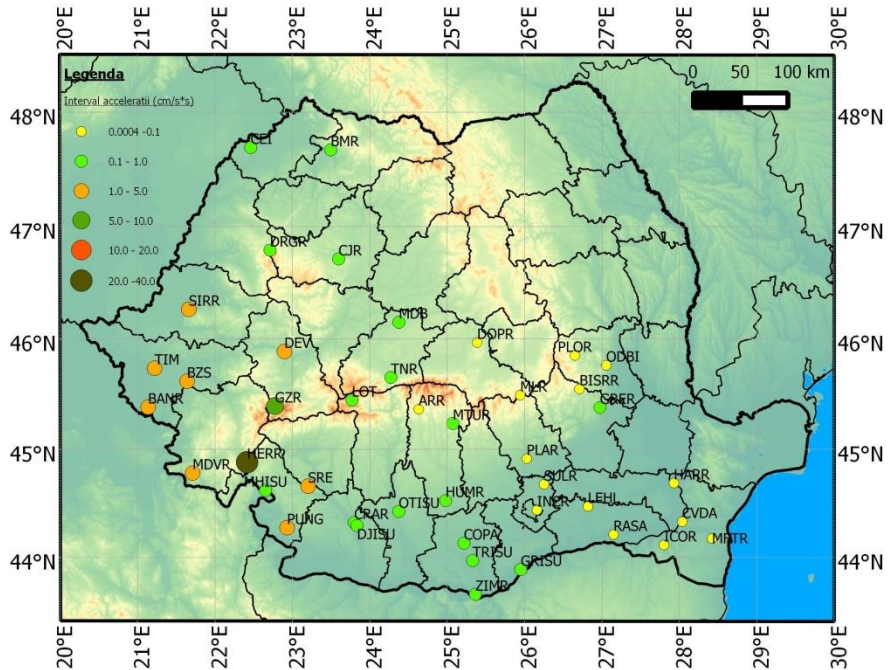 20°E 21°E 22°E 23°E 24°E 25°E 26°E 27°E 28°E 29°E 30°E
Legenda
Interval acceleratii (cm/s*s)
0.0004 -0.1
0.1 - 1.0
1.0 - 5.0
5.0 - 10.0
10.0 - 20.0
20.0 -40.0
0 50 100 km
48°N 48°N
BMR
47°N 47°N
DRGR
CJR
SIRR
MDB
46°N 46°N
DEV
DOPR
PLOR
ODBI
TIM
BZS
TNR
BISRR
BANR
GZR
LOT
ARR
MLR
GBER
MTUR
45°N 45°N
HERR
PLAR
MDVR
HHISU
SRE
SULR
HARR
HUMR
OTISU
LEHL
PUNG
CRAR
DJISU
CVDA
COPA
RASA
ICOR
MFTR
44°N 44°N
TRISU
GRISU
ZIMR
20°E 21°E 22°E 23°E 24°E 25°E 26°E 27°E 28°E 29°E 30°E